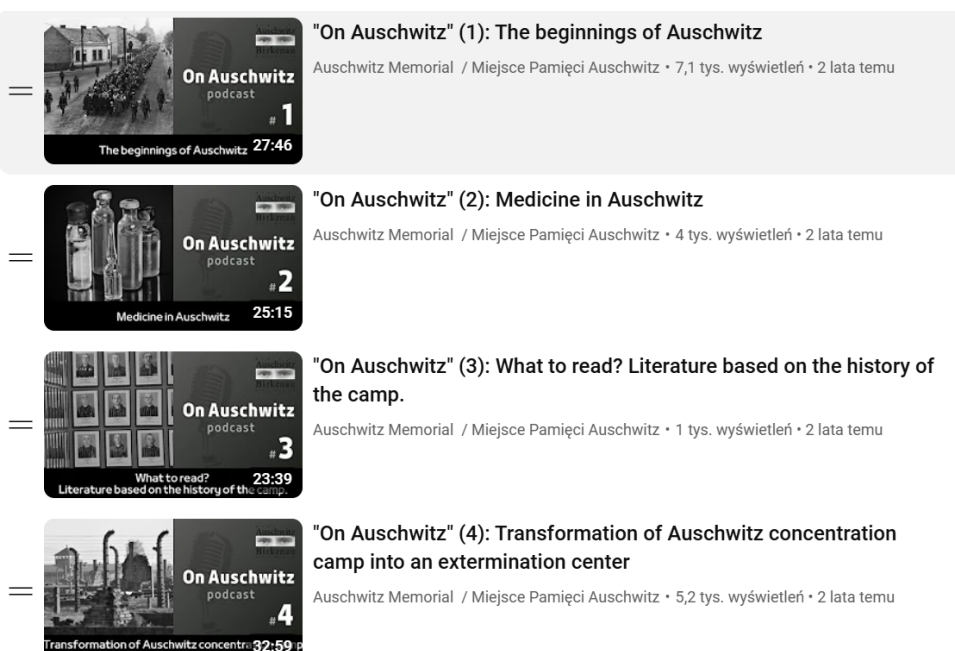 "On Auschwitz" (1): The beginnings of Auschwitz
Auschwitz Memorial / Miejsce Pamięci Auschwitz • 7,1 tys. wyświetleń • 2 lata temu
On Auschwitz
podcast
# 1
The beginnings of Auschwitz
27:46
"On Auschwitz" (2): Medicine in Auschwitz
Auschwitz Memorial / Miejsce Pamięci Auschwitz • 4 tys. wyświetleń • 2 lata temu
On Auschwitz
podcast
#2
Medicine in Auschwitz
25:15
"On Auschwitz" (3): What to read? Literature based on the history of
the camp.
Auschwitz Memorial / Miejsce Pamięci Auschwitz • 1 tys. wyświetleń • 2 lata temu
On Auschwitz
podcast
#3
What to read?
23:39
Literature based on the history of the camp.
"On Auschwitz" (4): Transformation of Auschwitz concentration
camp into an extermination center
Auschwitz Memorial / Miejsce Pamięci Auschwitz • 5,2 tys. wyświetleń • 2 lata temu
On Auschwitz
podcast
#4
Transformation of Auschwitz concentr
32:59